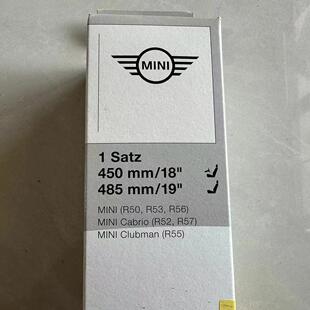 MINI
1 Satz
450 mm/18"
485 mm/19"
MINI (R50, R53, R56)
MINI Cabrio (R52, R57)
MINI Clubman (R55)